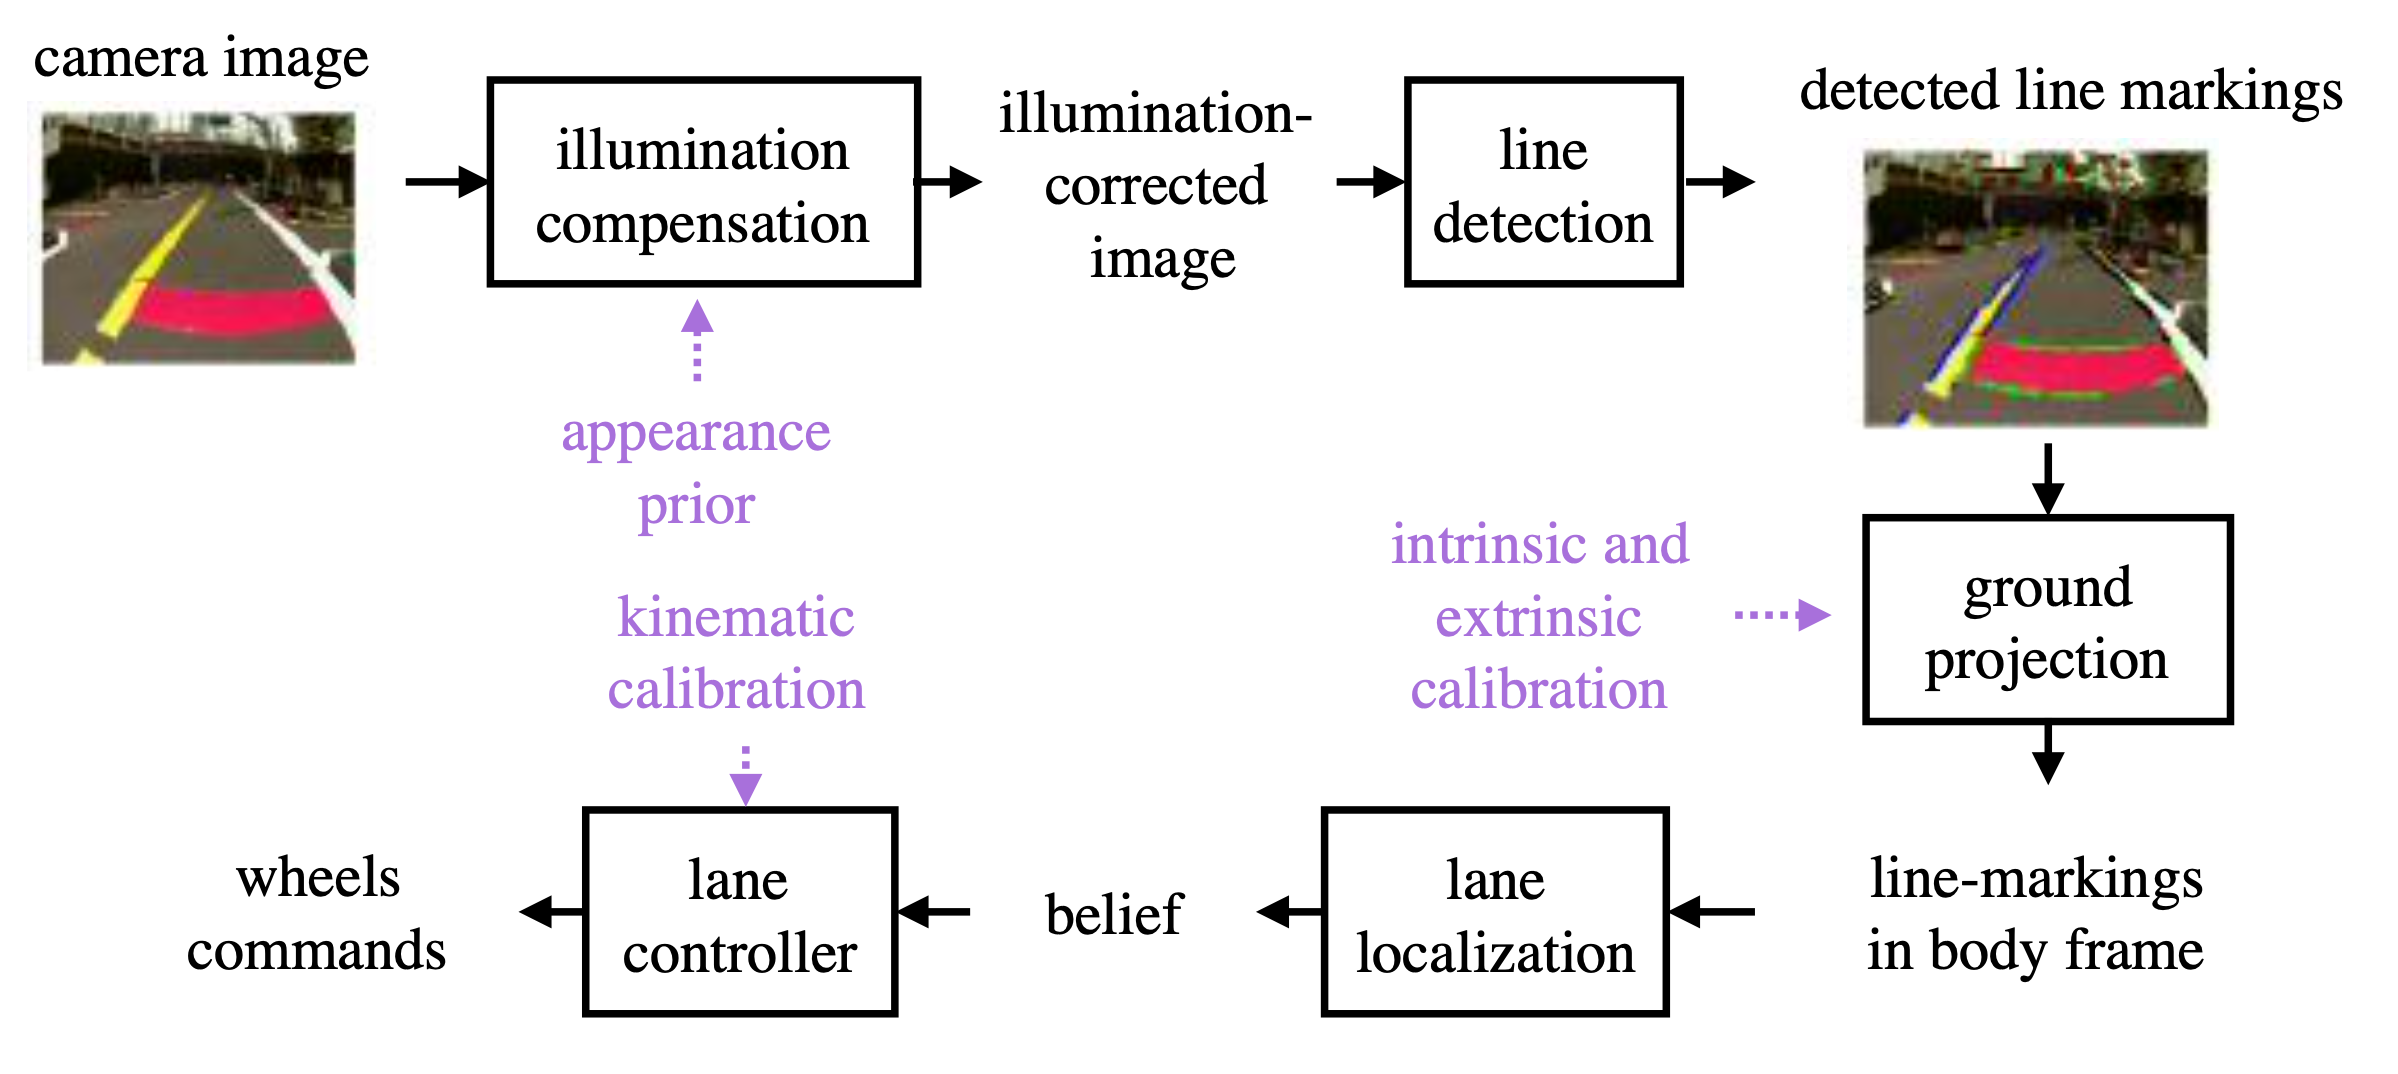 camera image
illumination
compensation
illumination-
corrected
image
line
detection
detected line markings
appearance
prior
intrinsic and
extrinsic
calibration
ground
projection
kinematic
calibration
wheels
commands
lane
controller
belief
lane
localization
line-markings
in body frame